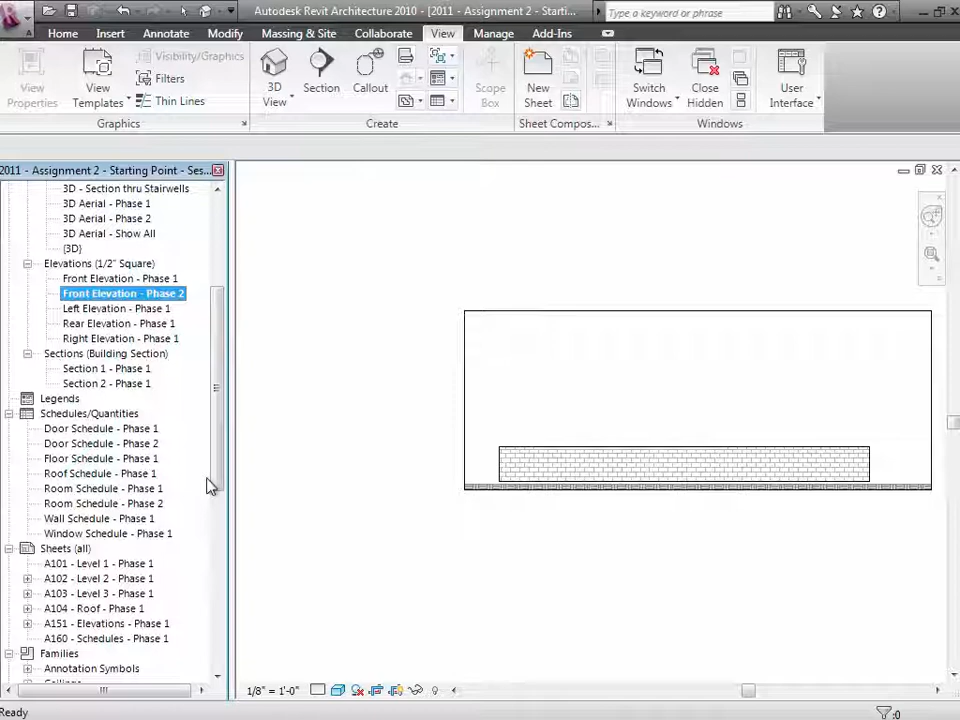 Autodesk Revit Architecture 2010 - [2011 - Assignment 2 - Starti...
Type a keyword or phrase
Home Insert Annotate Modify Massing & Site Collaborate View Manage Add-Ins
View Properties
View Templates
Visibility/Graphics
Filters
Thin Lines
3D View
Section
Callout
Scope Box
New Sheet
Switch Windows
Close Hidden
User Interface
Graphics Create Sheet Compos... Windows
2011 - Assignment 2 - Starting Point - Ses...
3D - Section thru Stairwells
3D Aerial - Phase 1
3D Aerial - Phase 2
3D Aerial - Show All
{3D}
Elevations (1/2" Square)
Front Elevation - Phase 1
Front Elevation - Phase 2
Left Elevation - Phase 1
Rear Elevation - Phase 1
Right Elevation - Phase 1
Sections (Building Section)
Section 1 - Phase 1
Section 2 - Phase 1
Legends
Schedules/Quantities
Door Schedule - Phase 1
Door Schedule - Phase 2
Floor Schedule - Phase 1
Roof Schedule - Phase 1
Room Schedule - Phase 1
Room Schedule - Phase 2
Wall Schedule - Phase 1
Window Schedule - Phase 1
Sheets (all)
A101 - Level 1 - Phase 1
A102 - Level 2 - Phase 1
A103 - Level 3 - Phase 1
A104 - Roof - Phase 1
A151 - Elevations - Phase 1
A160 - Schedules - Phase 1
Families
Annotation Symbols
1/8" = 1'-0"
Ready
:0